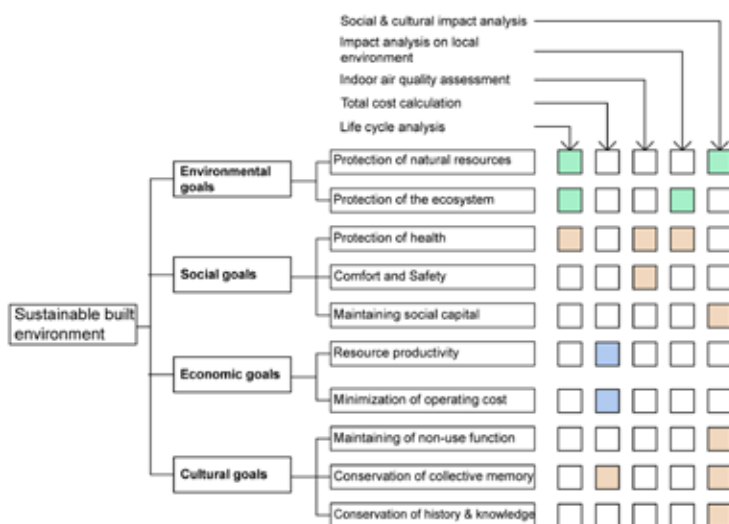 Social & cultural impact analysis
Impact analysis on local
environment
Indoor air quality assessment
Total cost calculation
Life cycle analysis
Environmental
goals
Protection of natural resources
Protection of the ecosystem
Social goals
Protection of health
Comfort and Safety
Maintaining social capital
Sustainable built
environment
Economic goals
Resource productivity
Minimization of operating cost
Cultural goals
Maintaining of non-use function
Conservation of collective memory
Conservation of history & knowledge